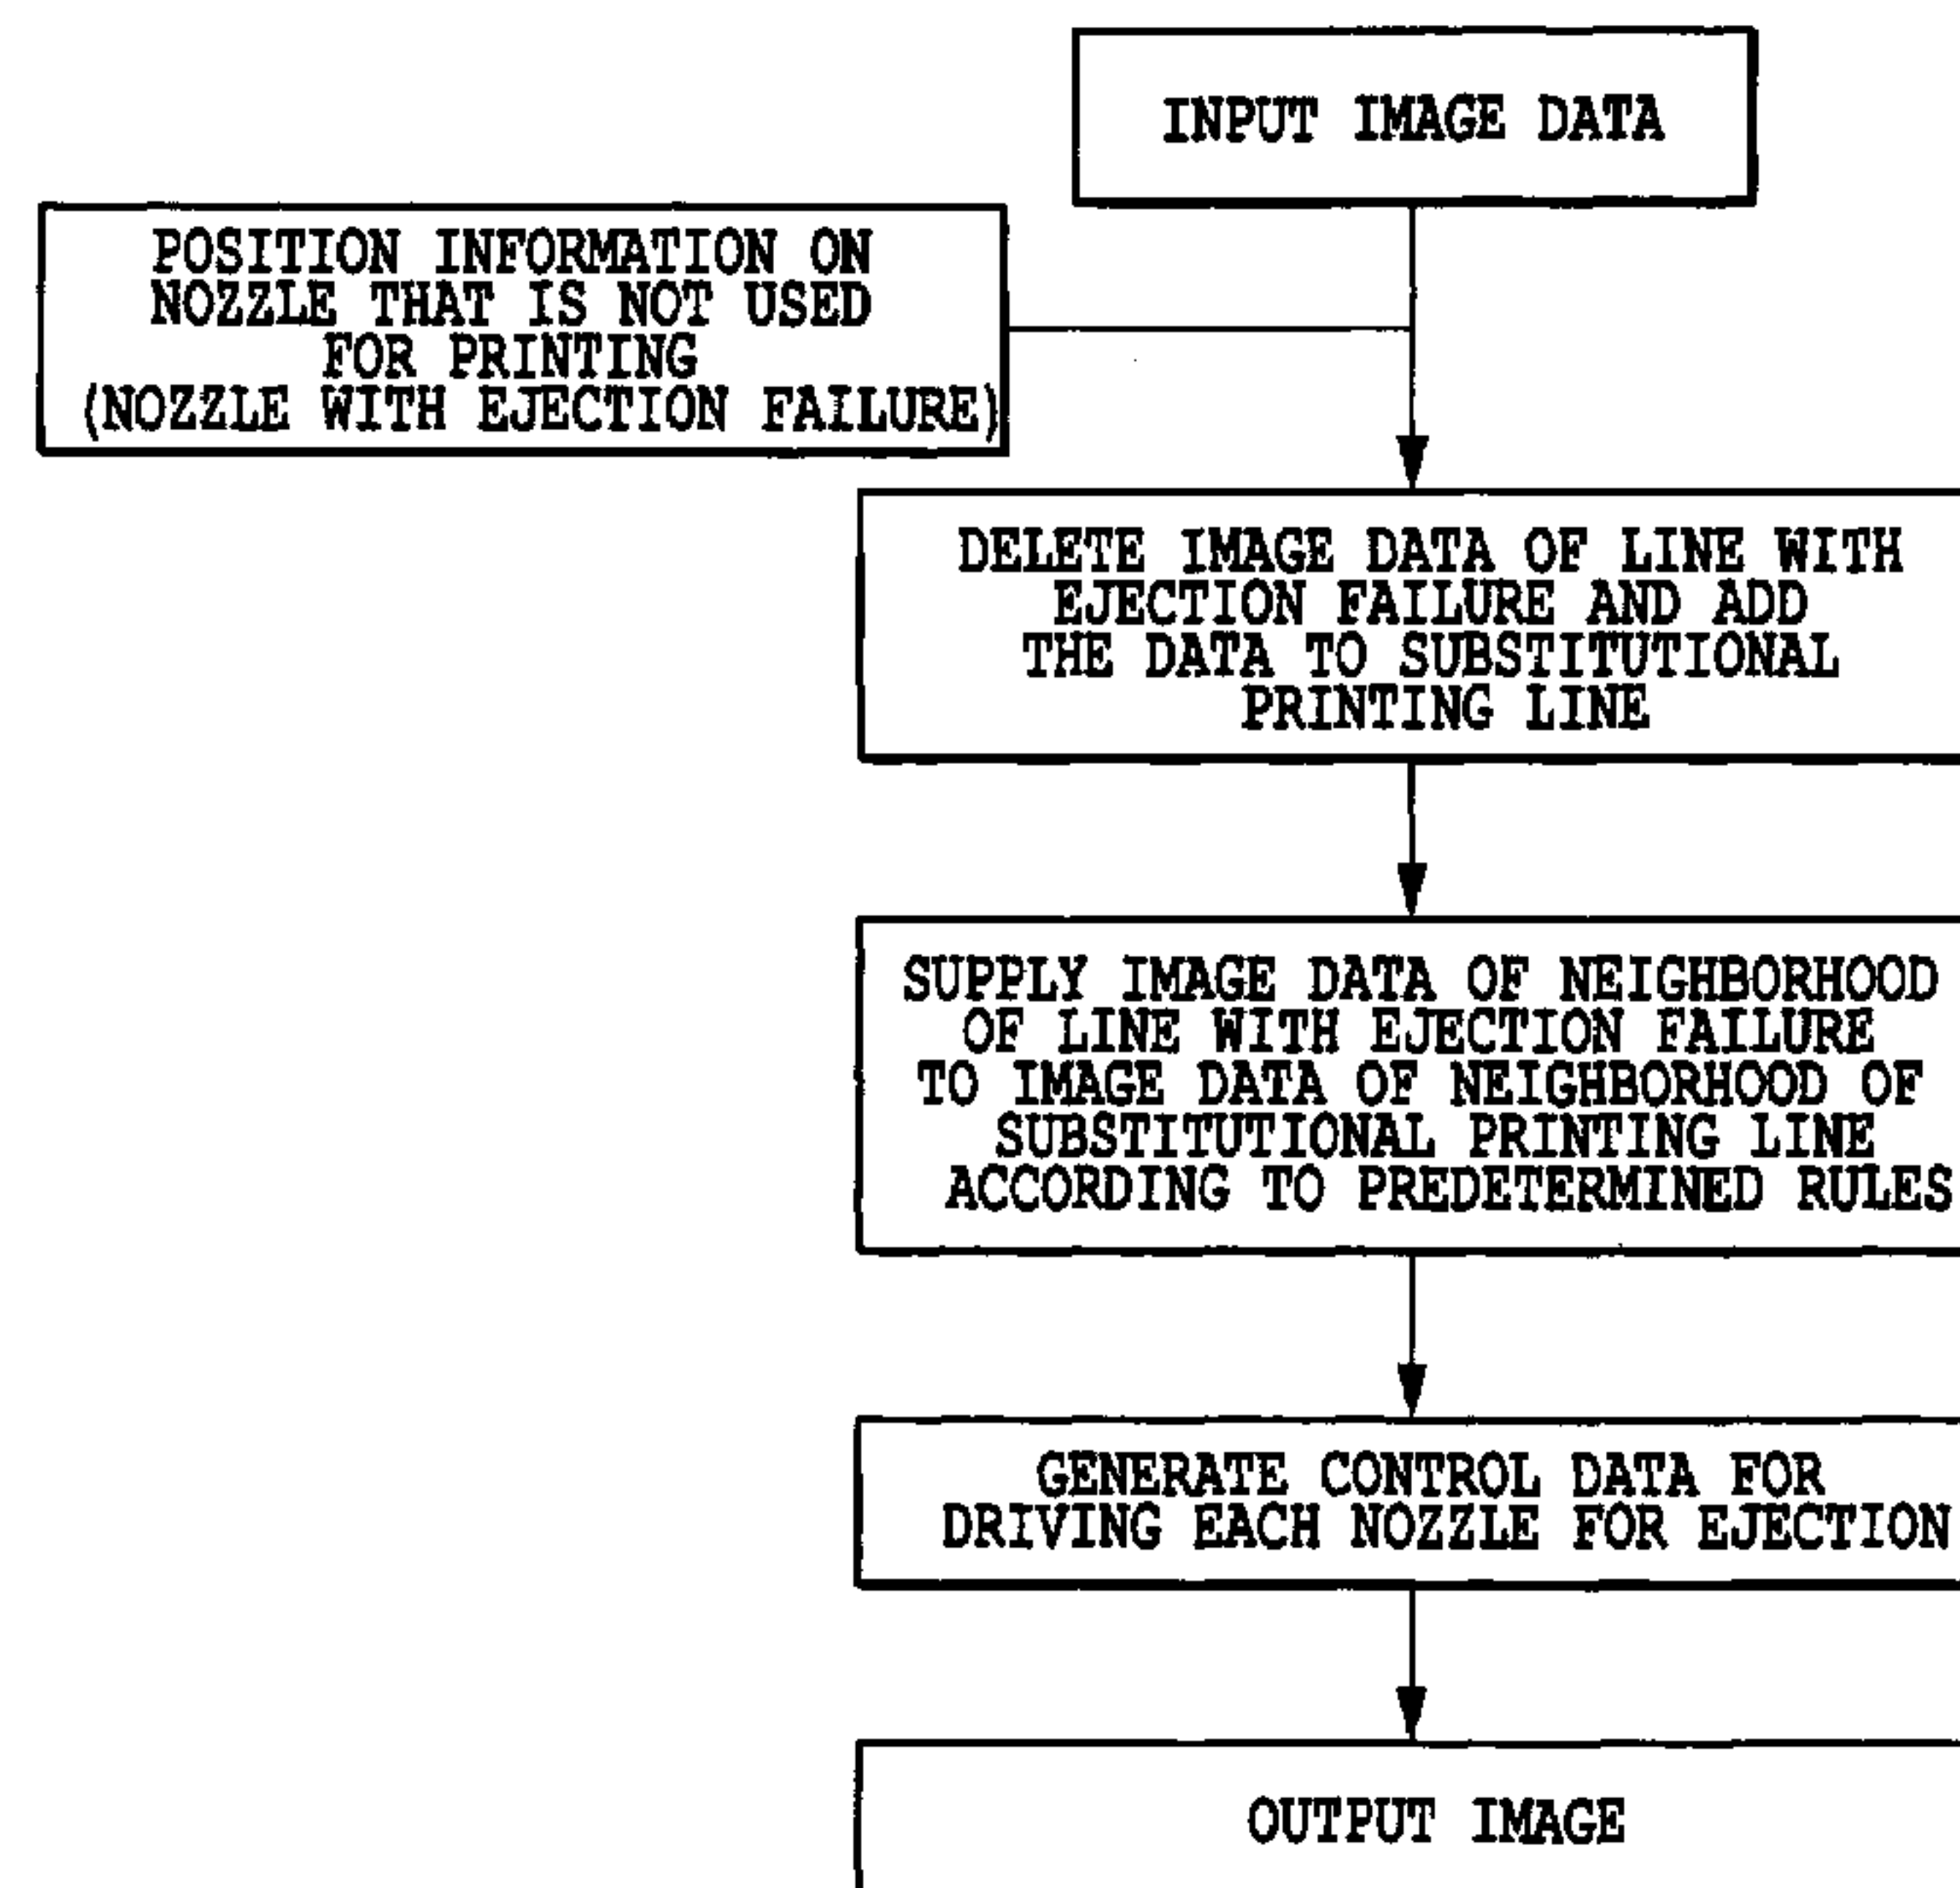 INPUT IMAGE DATA
POSITION INFORMATION ON
NOZZLE THAT IS NOT USED
FOR PRINTING
(NOZZLE WITH EJECTION FAILURE)
DELETE IMAGE DATA OF LINE WITH
EJECTION FAILURE AND ADD
THE DATA TO SUBSTITUTIONAL
PRINTING LINE
SUPPLY IMAGE DATA OF NEIGHBORHOOD
OF LINE WITH EJECTION FAILURE
TO IMAGE DATA OF NEIGHBORHOOD OF
SUBSTITUTIONAL PRINTING LINE
ACCORDING TO PREDETERMINED RULES
GENERATE CONTROL DATA FOR
DRIVING EACH NOZZLE FOR EJECTION
OUTPUT IMAGE